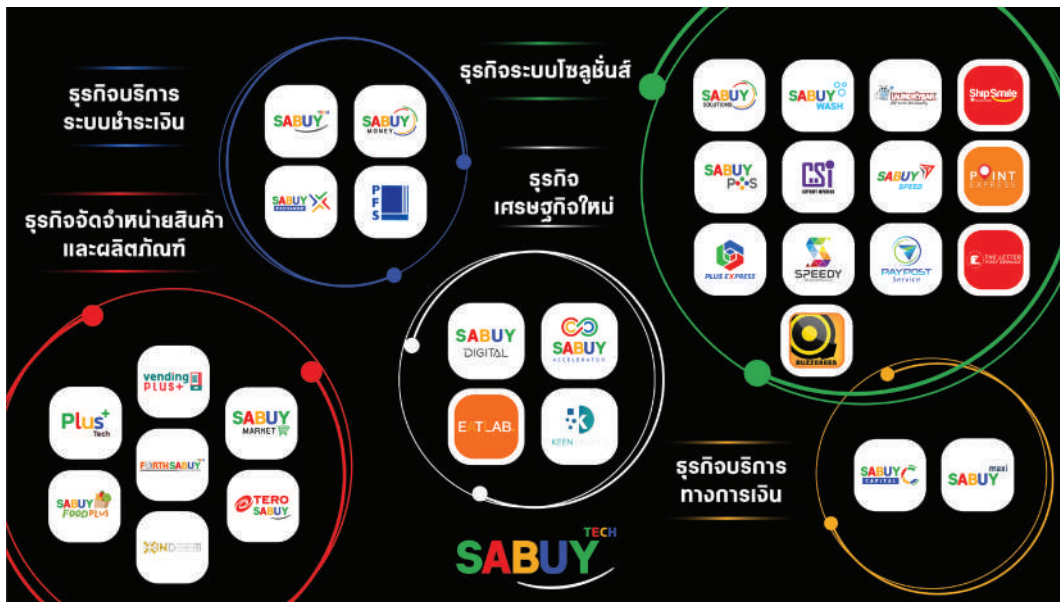 ธุรกิจบริการ
ระบบชำระเงิน
SABUY TECH
SABUY
MONEY
SABUY
EXCHANGE
PFS
ธุรกิจระบบโซลูชั่นส์
SABUY
SOLUTIONS
SABUY
WASH
LAUNDRYBAR
Ship Smile
SABUY
POS
CSi
SABUY
SPEED
POINT
EXPRESS
PLUS EXPRESS
SPEEDY
PAYPOST
Service
THE LETTER
POST SERVICE
BUZZEBEES
ธุรกิจจัดจำหน่ายสินค้า
และผลิตภัณฑ์
vending
PLUS+
Plus+
Tech
SABUY
MARKET
FORTH SABUY
SABUY
FOODPLUS
TERO
SABUY
ธุรกิจ
เศรษฐกิจใหม่
SABUY
DIGITAL
SABUY
ACCELERATOR
EATLAB
KEEN
ธุรกิจบริการ
ทางการเงิน
SABUY
CAPITAL
SABUY maxi
SABUY TECH